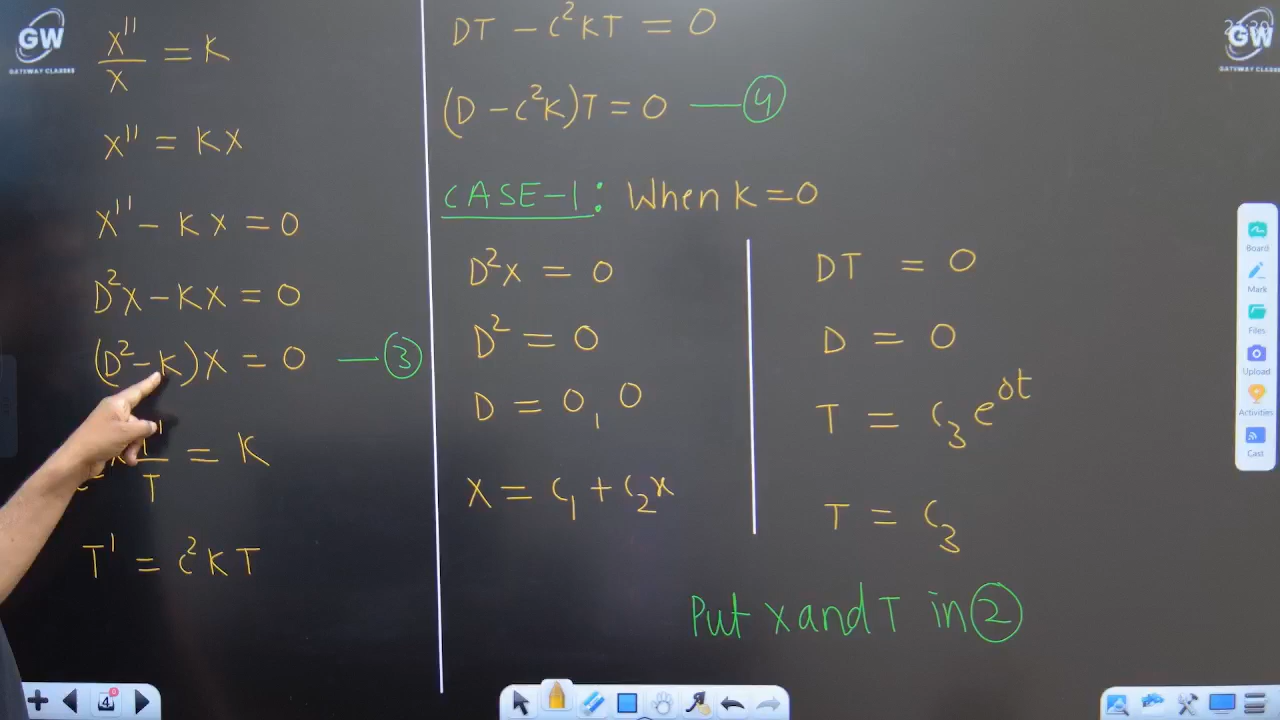 GW
GATEWAY CLASSES
X''/X = K
X'' = KX
X'' - KX = 0
D²X - KX = 0
(D² - K)X = 0 — ③
T = K
T' = c²KT
DT - c²KT = 0
(D - c²K)T = 0 — ④
CASE-1: When K=0
D²X = 0
D² = 0
D = 0, 0
X = C₁ + C₂x
DT = 0
D = 0
T = C₃e^0t
T = C₃
Put X and T in ②
GW
GATEWAY CLASSES
Board
Mark
Files
Upload
Activities
Cast
4